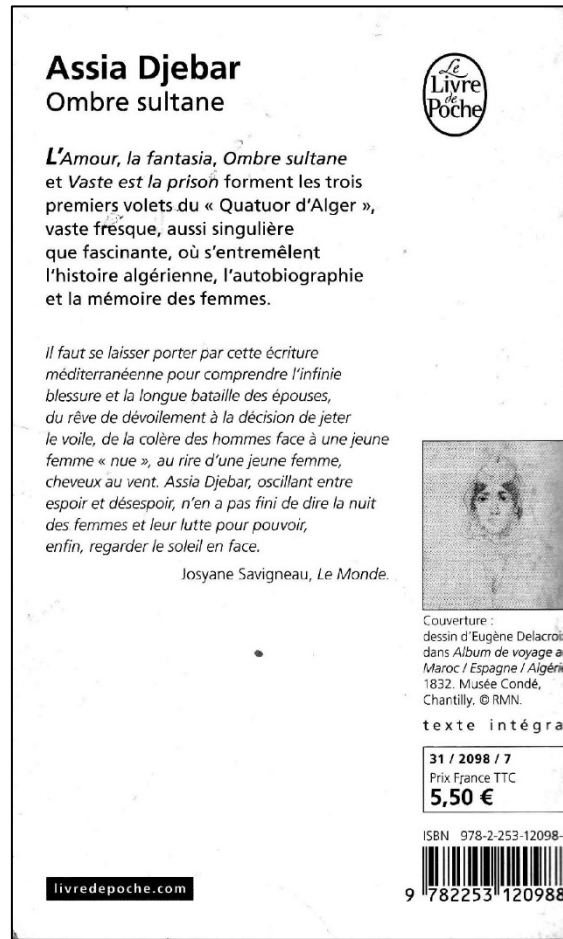 Assia Djebar
Ombre sultane
Le
Livre
de
Poche
L'Amour, la fantasia, Ombre sultane
et Vaste est la prison forment les trois
premiers volets du « Quatuor d'Alger »,
vaste fresque, aussi singulière
que fascinante, où s'entremêlent
l'histoire algérienne, l'autobiographie
et la mémoire des femmes.
Il faut se laisser porter par cette écriture
méditerranéenne pour comprendre l'infinie
blessure et la longue bataille des épouses,
du rêve de dévoilement à la décision de jeter
le voile, de la colère des hommes face à une jeune
femme « nue », au rire d'une jeune femme,
cheveux au vent. Assia Djebar, oscillant entre
espoir et désespoir, n'en a pas fini de dire la nuit
des femmes et leur lutte pour pouvoir,
enfin, regarder le soleil en face.
Josyane Savigneau, Le Monde.
Couverture :
dessin d'Eugène Delacroi
dans Album de voyage a
Maroc / Espagne / Algéri
1832. Musée Condé,
Chantilly. © RMN.
texte intégra
31 / 2098 / 7
Prix France TTC
5,50 €
ISBN 978-2-253-12098-
9 782253 120988
livredepoche.com